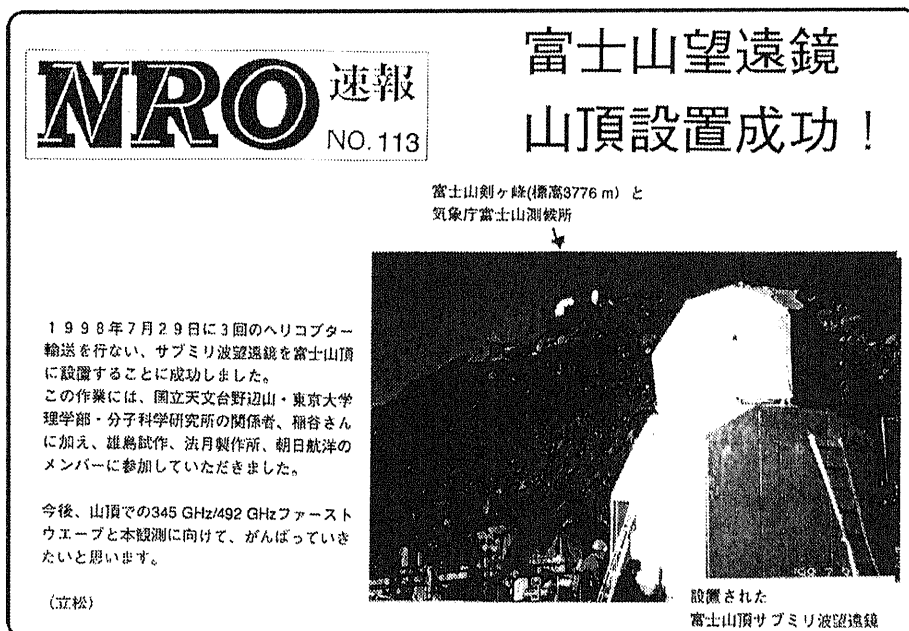 NRO 速報
NO. 113
富士山望遠鏡
山頂設置成功！
富士山剣ヶ峰(標高3776 m) と
気象庁富士山測候所
1998年7月29日に3回のヘリコプター
輸送を行ない、サブミリ波望遠鏡を富士山頂
に設置することに成功しました。
この作業には、国立天文台野辺山・東京大学
理学部・分子科学研究所の関係者、稲谷さん
に加え、雄島試作、法月製作所、朝日航洋の
メンバーに参加していただきました。
今後、山頂での345 GHz/492 GHzファースト
ウエーブと本観測に向けて、がんばっていき
たいと思います。
(立松)
設置された
富士山頂サブミリ波望遠鏡